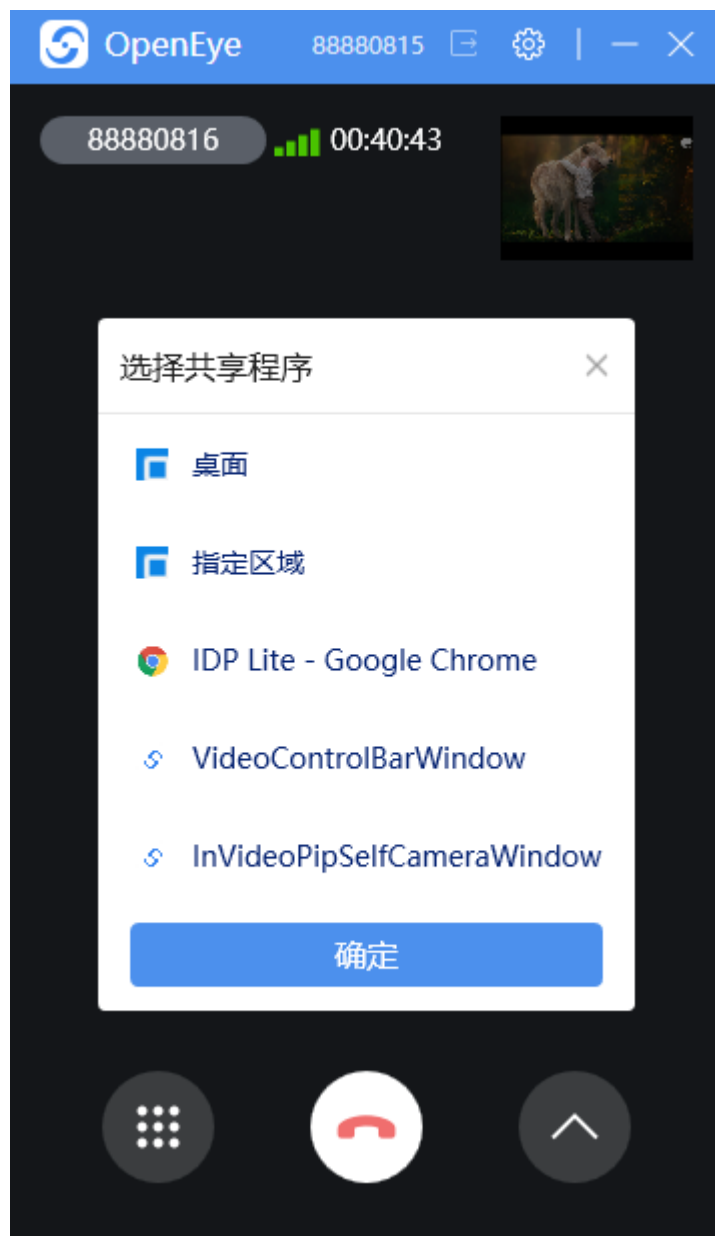 OpenEye 88880815
88880816 00:40:43
选择共享程序
桌面
指定区域
IDP Lite - Google Chrome
VideoControlBarWindow
InVideoPipSelfCameraWindow
确定